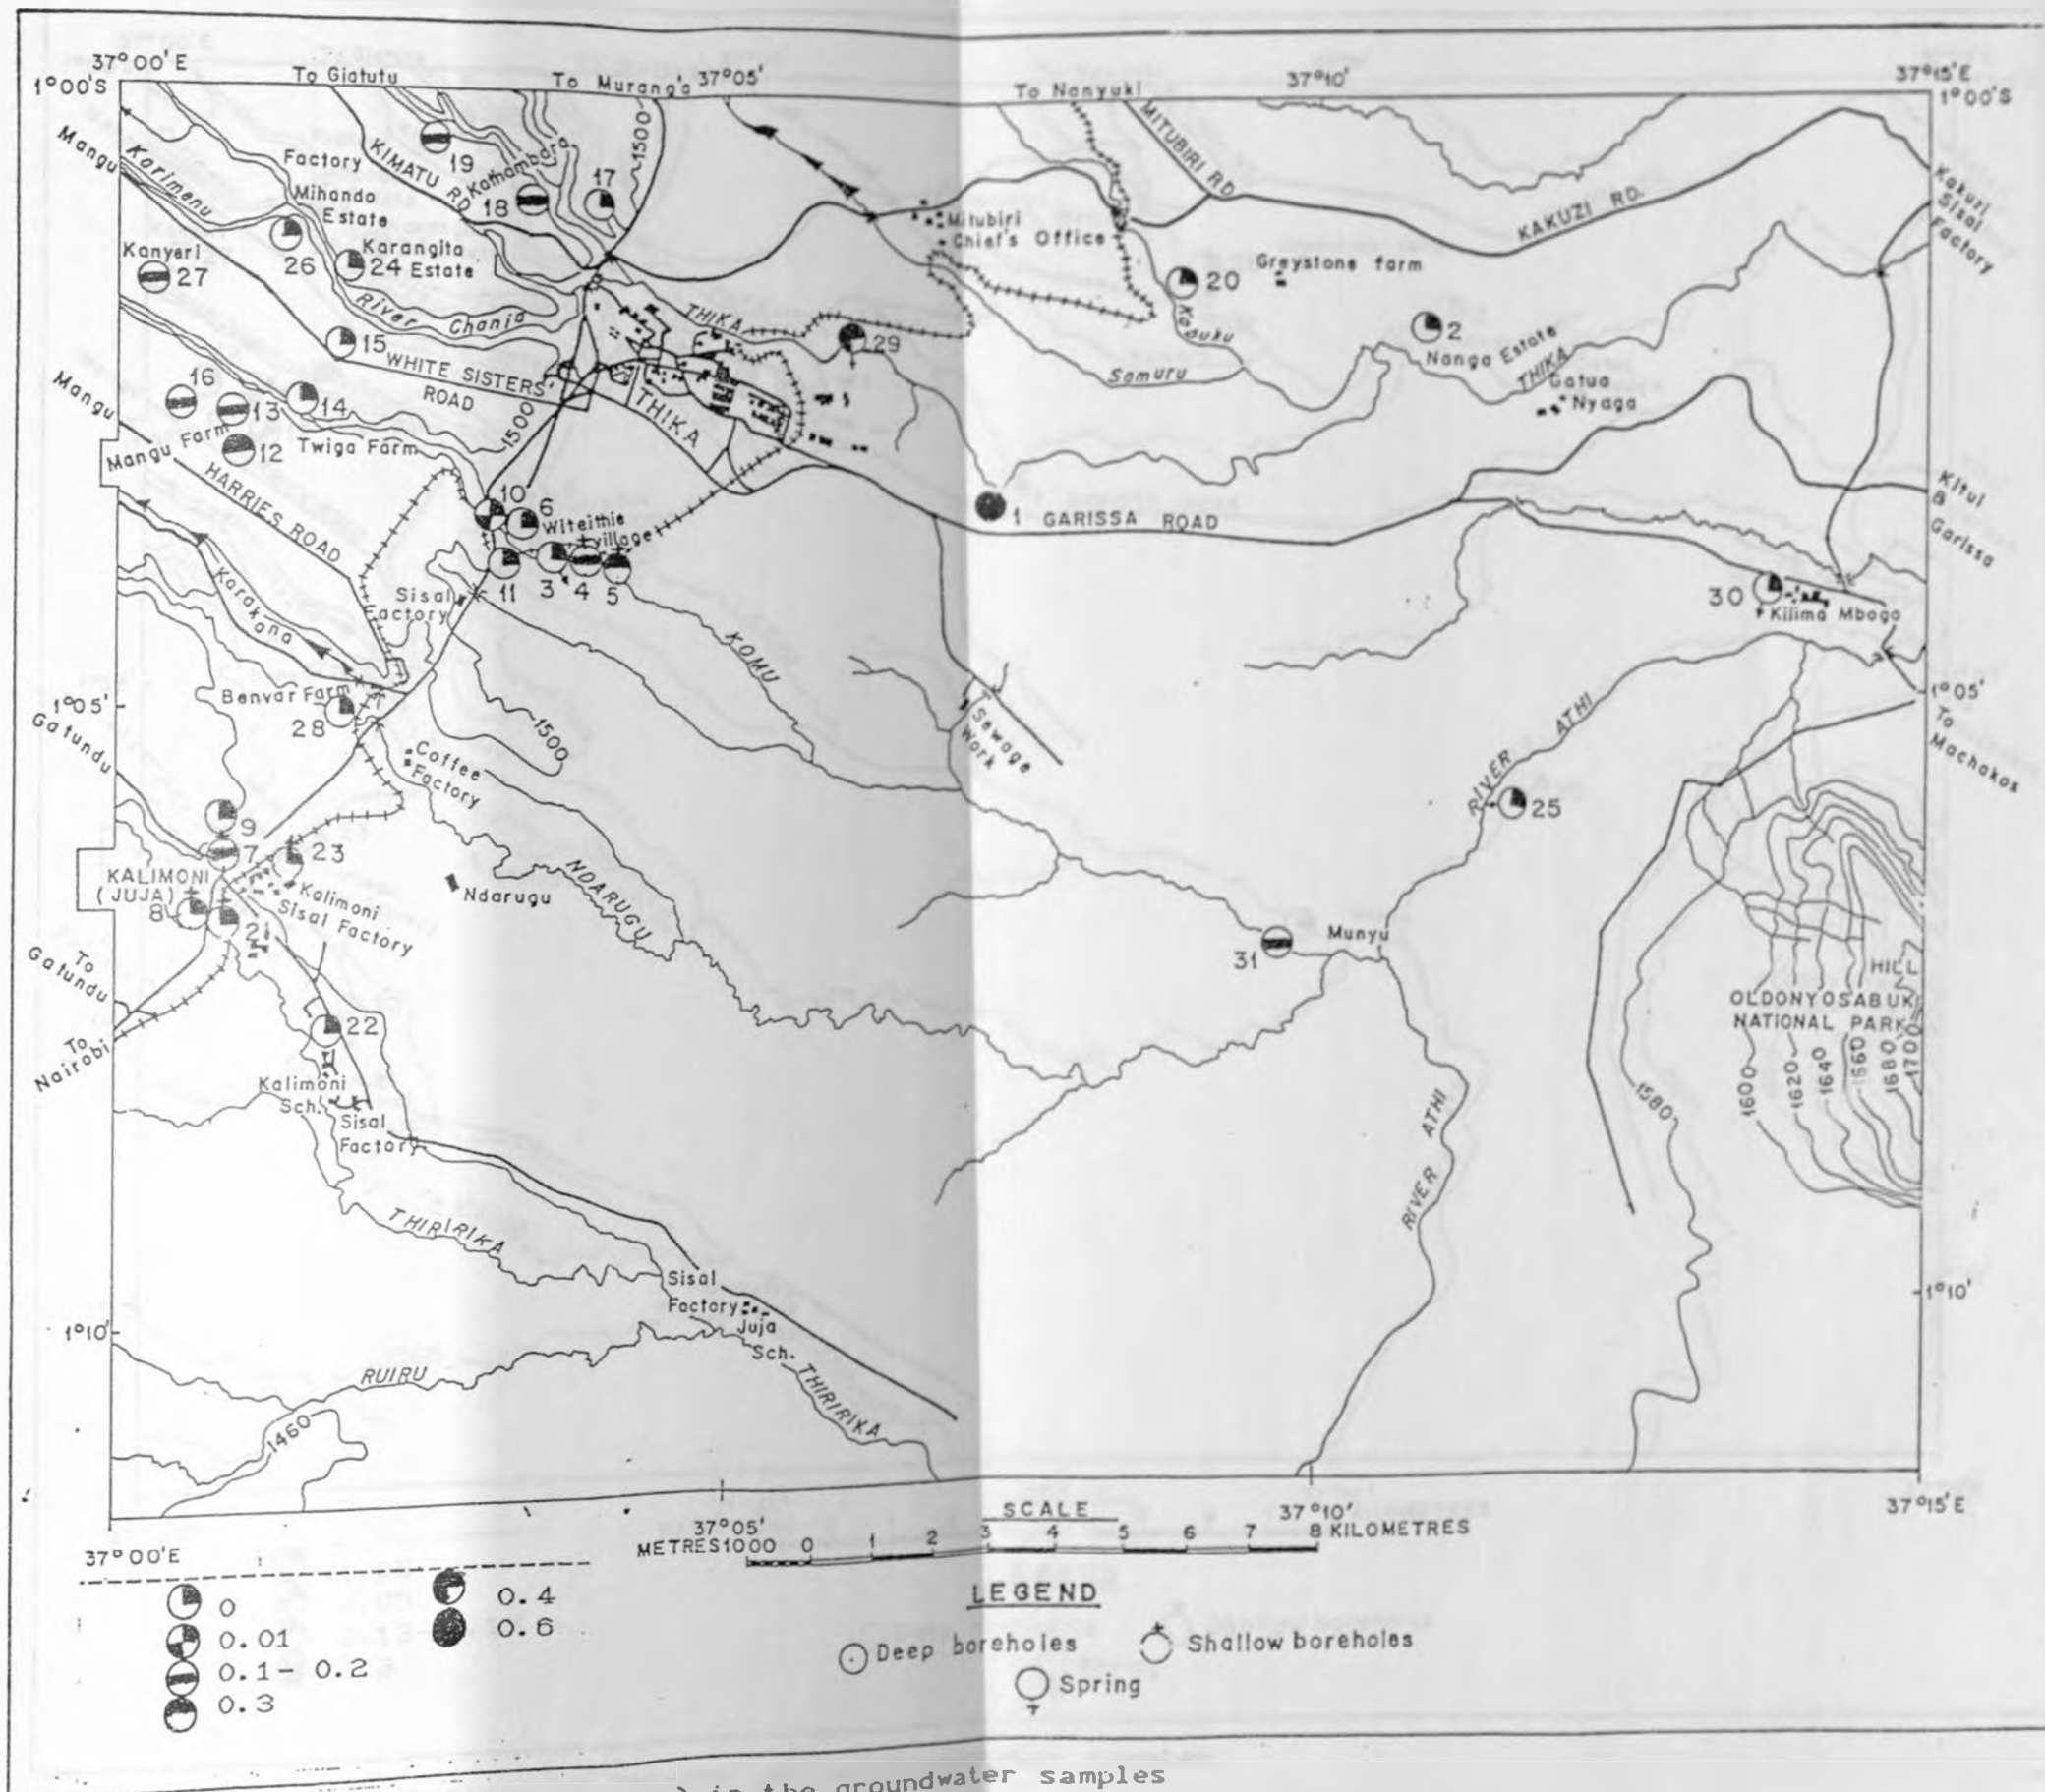 37°00'E
To Giatutu
To Murang'a
37°05'
To Nanyuki
37°10'
37°15'E
1°00'S
1°00'S
1500
MITUBIRI RD
Mangu
Karimenu
Factory
KIMATU RD
19
Kathambara
17
18
Mihando
Estate
Kakuzi
Sisal
Factory
KAKUZI RD.
Mitubiri
Chief's Office
Kanyeri
27
26
Karangita
24 Estate
20
Greystone farm
River Chania
THIKA
29
Kabuku
2
Nanga Estate
15
WHITE SISTERS'
ROAD
Samuru
THIKA
Gatua
Nyaga
Mangu
16
13
14
1500
THIKA
Mangu Farm
12
Twiga Farm
HARRIES ROAD
10
6
Witeithie
village
1
GARISSA ROAD
Kitui
&
Garissa
11
3
4
5
Karakana
Sisal
Factory
KOMU
30
Kilima Mbogo
Benvar Farm
28
1°05'
1°05'
Gatundu
1500
Sewage
Work
RIVER ATHI
To
Machakos
Coffee
Factory
9
7
23
25
KALIMONI
(JUJA)
8
21
Kalimoni
Sisal Factory
Ndarugu
NDARUGU
Munyu
31
To
Gatundu
HILL
OLDONYOSABUK
NATIONAL PARK
22
To
Nairobi
1600
1620
1640
1660
1680
1700
1580
Kalimoni
Sch.
Sisal
Factory
RIVER ATHI
THIRIRIKA
Sisal
Factory
Juja
Sch.
1°10'
1°10'
RUIRU
THIRIRIKA
1460
37°00'E
37°05'
SCALE
37°10'
37°15'E
METRES 1000 0 1 2 3 4 5 6 7 8 KILOMETRES
0
0.01
0.1- 0.2
0.3
0.4
0.6
LEGEND
Deep boreholes
Shallow boreholes
Spring
) in the groundwater samples